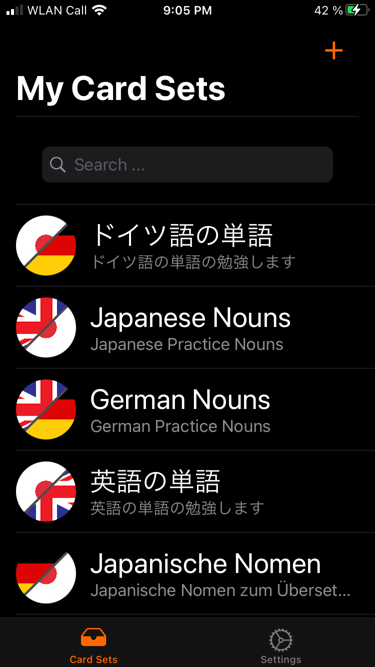 WLAN Call
9:05 PM
42 %
+
My Card Sets
Search ...
ドイツ語の単語
ドイツ語の単語の勉強します
Japanese Nouns
Japanese Practice Nouns
German Nouns
German Practice Nouns
英語の単語
英語の単語の勉強します
Japanische Nomen
Japanische Nomen zum Überset...
Card Sets
Settings